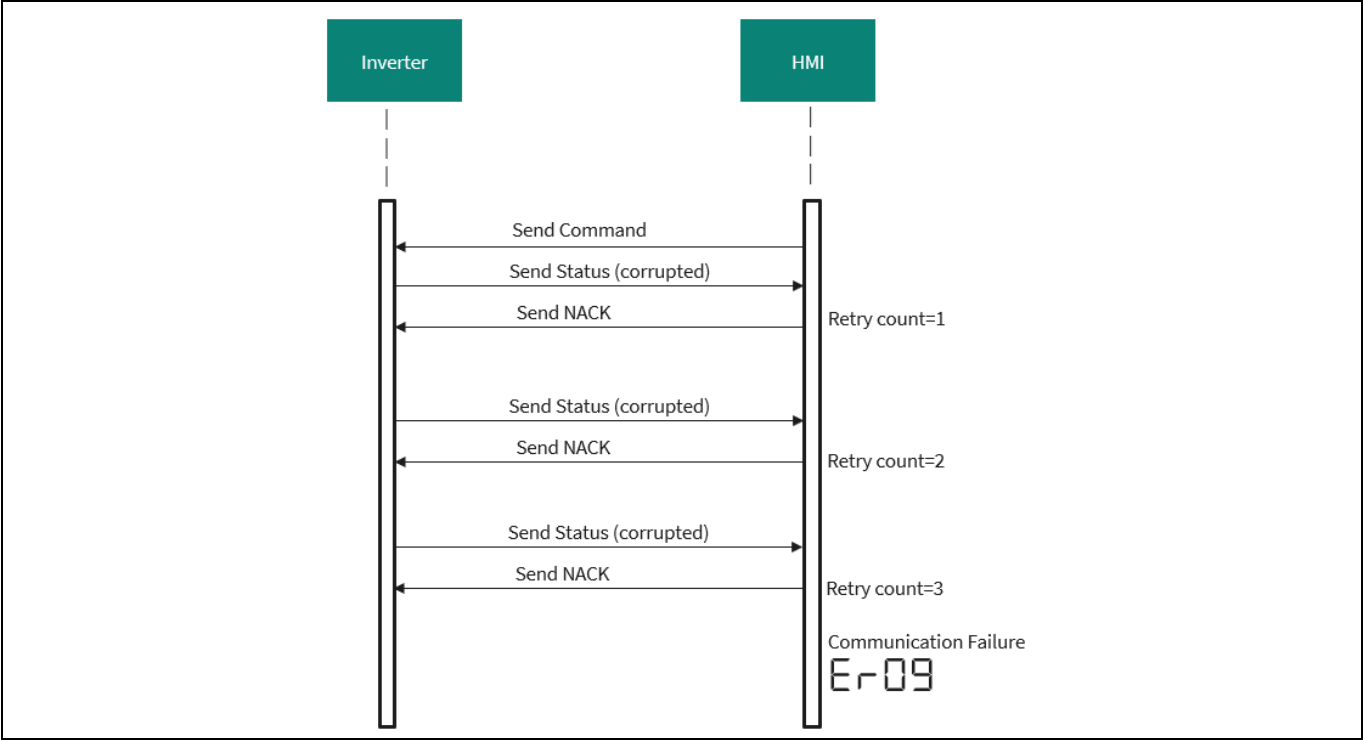 Inverter
HMI
Send Command
Send Status (corrupted)
Send NACK
Retry count=1
Send Status (corrupted)
Send NACK
Retry count=2
Send Status (corrupted)
Send NACK
Retry count=3
Communication Failure
Er09